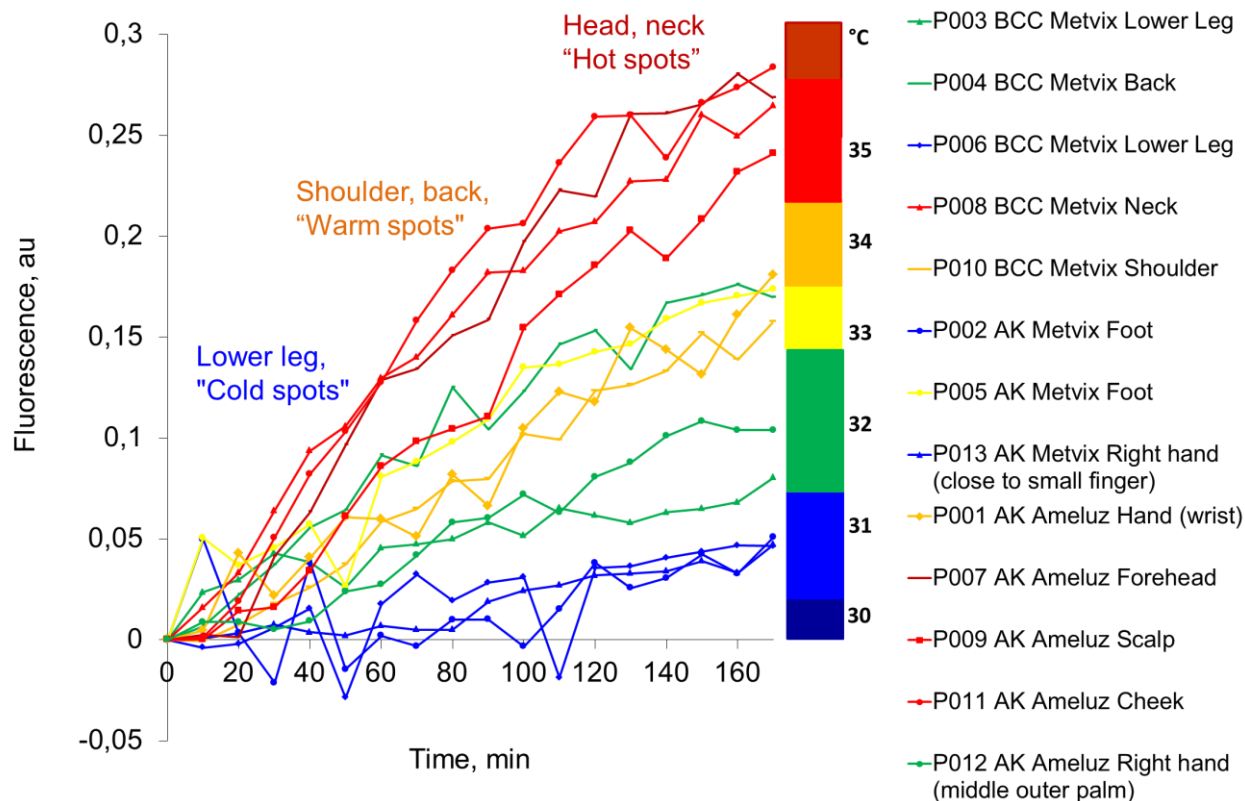 0,3
0,25
0,2
0,15
0,1
0,05
0
-0,05
Fluorescence, au
0 20 40 60 80 100 120 140 160
Time, min
Head, neck
“Hot spots”
Shoulder, back,
“Warm spots"
Lower leg,
"Cold spots"
°C
35
34
33
32
31
30
P003 BCC Metvix Lower Leg
P004 BCC Metvix Back
P006 BCC Metvix Lower Leg
P008 BCC Metvix Neck
P010 BCC Metvix Shoulder
P002 AK Metvix Foot
P005 AK Metvix Foot
P013 AK Metvix Right hand
(close to small finger)
P001 AK Ameluz Hand (wrist)
P007 AK Ameluz Forehead
P009 AK Ameluz Scalp
P011 AK Ameluz Cheek
P012 AK Ameluz Right hand
(middle outer palm)